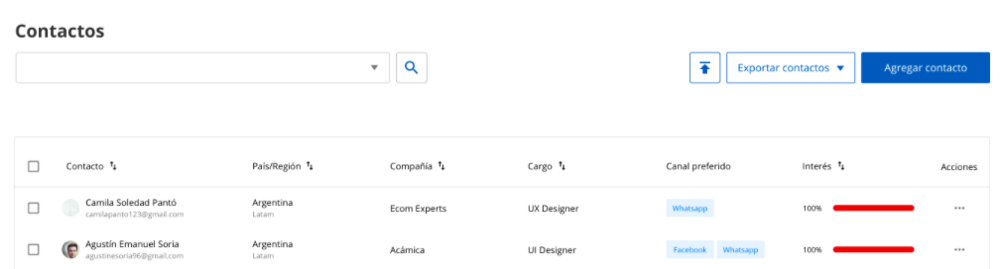 Contactos
Exportar contactos
Agregar contacto
Contacto País/Región Compañía Cargo Canal preferido Interés Acciones
Camila Soledad Pantó Argentina Ecom Experts UX Designer Whatsapp 100%
camilapanto123@gmail.com Latam
Agustín Emanuel Soria Argentina Acámica UI Designer Facebook Whatsapp 100%
agustinesoria96@gmail.com Latam